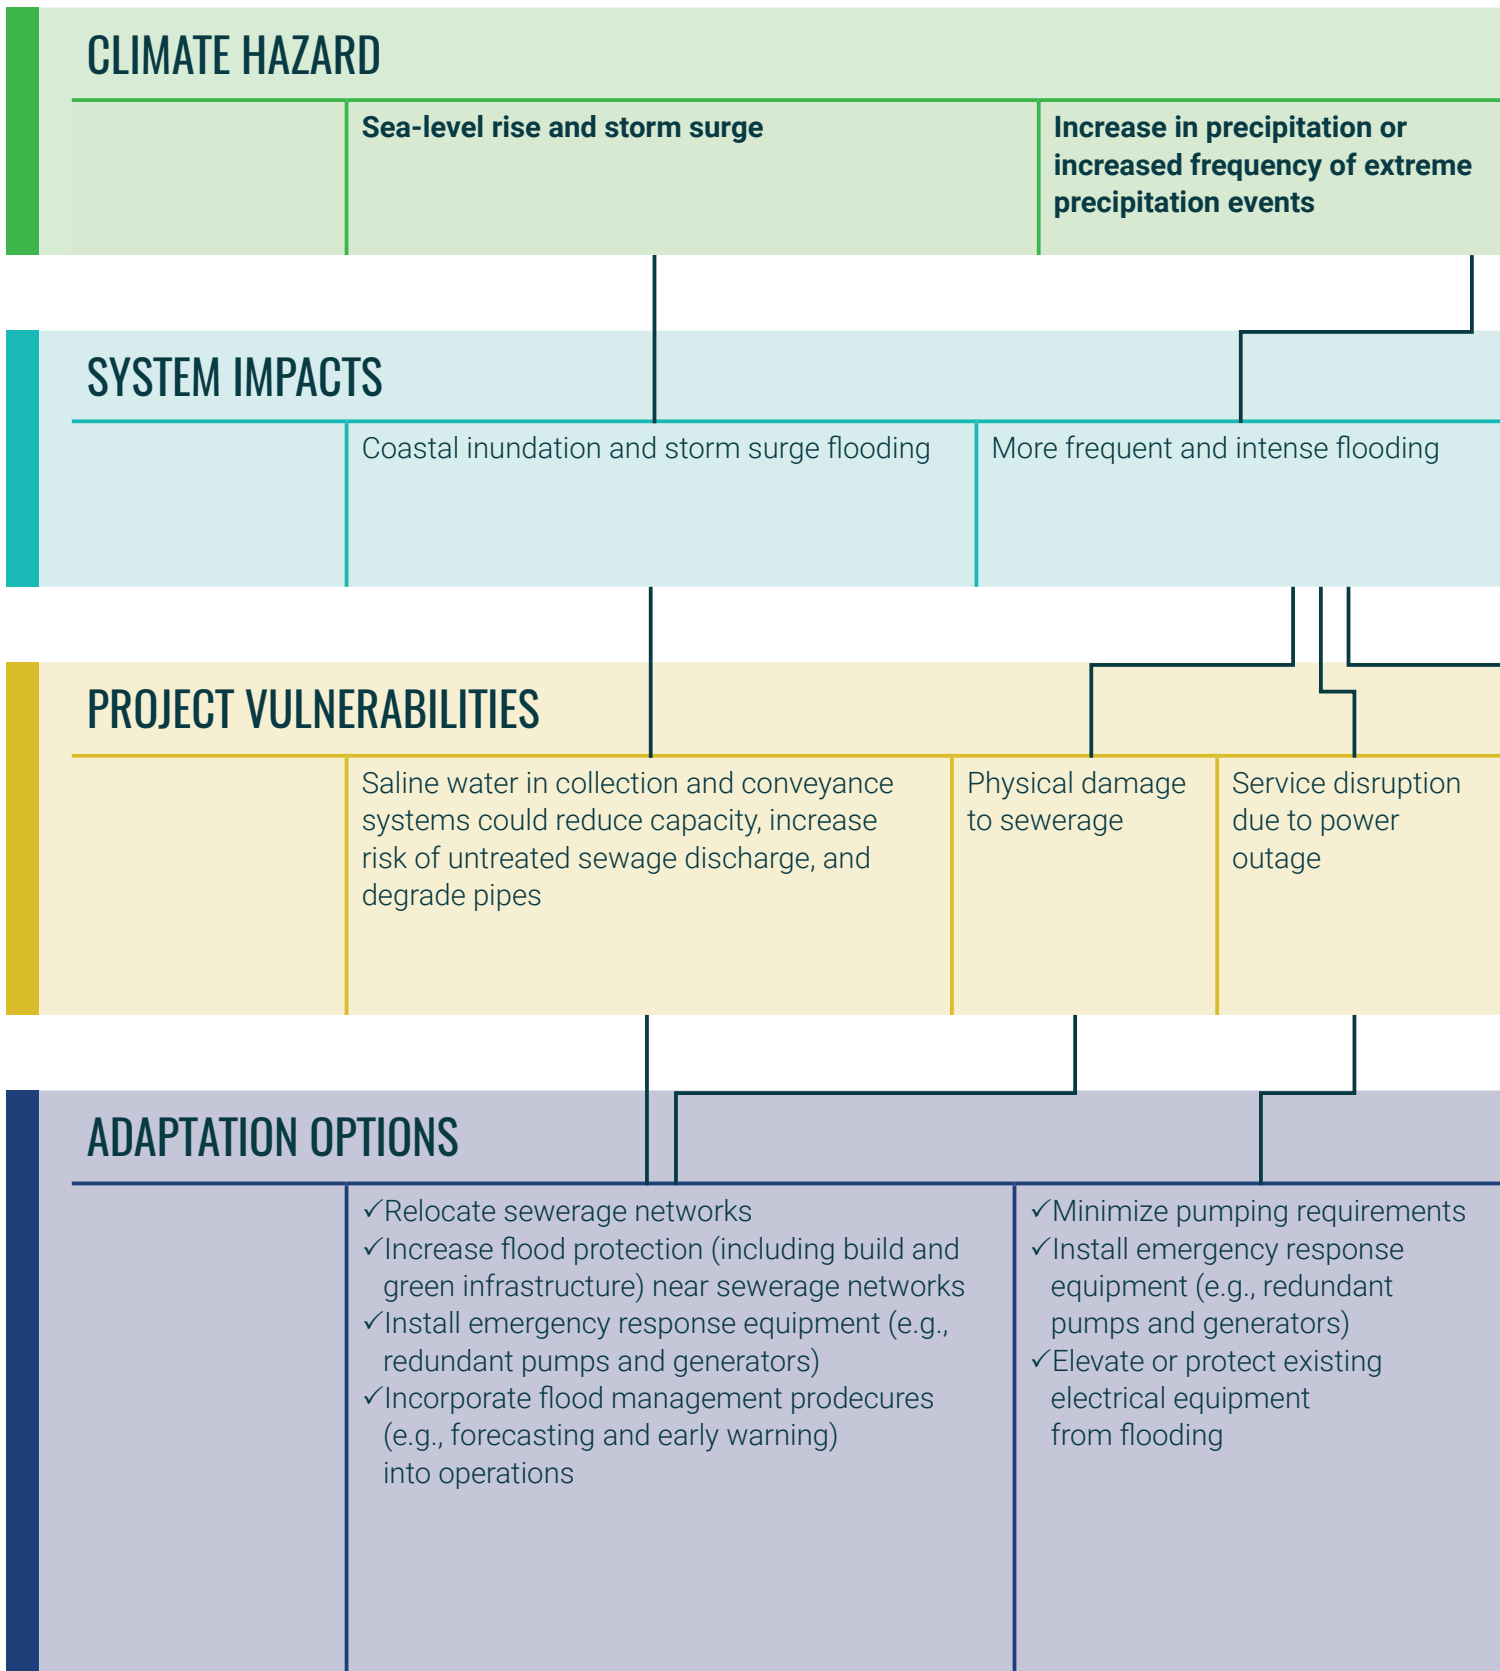 CLIMATE HAZARD
Sea-level rise and storm surge
Increase in precipitation or
increased frequency of extreme
precipitation events
SYSTEM IMPACTS
Coastal inundation and storm surge flooding
More frequent and intense flooding
PROJECT VULNERABILITIES
Saline water in collection and conveyance
systems could reduce capacity, increase
risk of untreated sewage discharge, and
degrade pipes
Physical damage
to sewerage
Service disruption
due to power
outage
ADAPTATION OPTIONS
✓Relocate sewerage networks
✓Increase flood protection (including build and
green infrastructure) near sewerage networks
✓Install emergency response equipment (e.g.,
redundant pumps and generators)
✓Incorporate flood management prodecures
(e.g., forecasting and early warning)
into operations
✓Minimize pumping requirements
✓Install emergency response
equipment (e.g., redundant
pumps and generators)
✓Elevate or protect existing
electrical equipment
from flooding